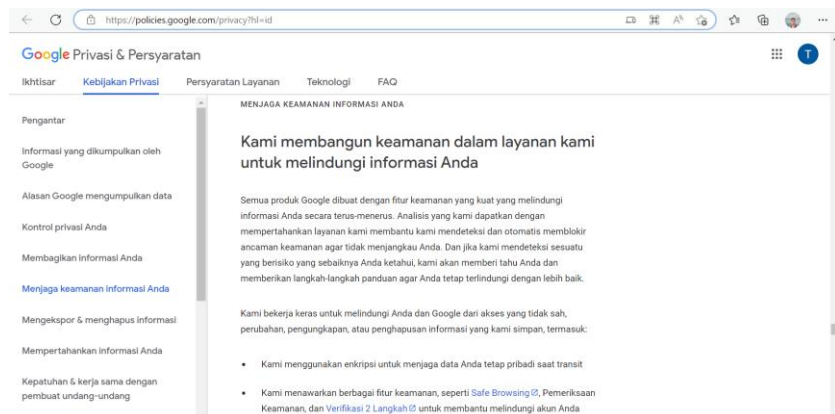 https://policies.google.com/privacy?hl=id
Google Privasi & Persyaratan
T
Ikhtisar Kebijakan Privasi Persyaratan Layanan Teknologi FAQ
Pengantar
Informasi yang dikumpulkan oleh
Google
Alasan Google mengumpulkan data
Kontrol privasi Anda
Membagikan informasi Anda
Menjaga keamanan informasi Anda
Mengekspor & menghapus informasi
Mempertahankan informasi Anda
Kepatuhan & kerja sama dengan
pembuat undang-undang
MENJAGA KEAMANAN INFORMASI ANDA
Kami membangun keamanan dalam layanan kami
untuk melindungi informasi Anda
Semua produk Google dibuat dengan fitur keamanan yang kuat yang melindungi
informasi Anda secara terus-menerus. Analisis yang kami dapatkan dengan
mempertahankan layanan kami membantu kami mendeteksi dan otomatis memblokir
ancaman keamanan agar tidak menjangkau Anda. Dan jika kami mendeteksi sesuatu
yang berisiko yang sebaiknya Anda ketahui, kami akan memberi tahu Anda dan
memberikan langkah-langkah panduan agar Anda tetap terlindungi dengan lebih baik.
Kami bekerja keras untuk melindungi Anda dan Google dari akses yang tidak sah,
perubahan, pengungkapan, atau penghapusan informasi yang kami simpan, termasuk:
• Kami menggunakan enkripsi untuk menjaga data Anda tetap pribadi saat transit
• Kami menawarkan berbagai fitur keamanan, seperti Safe Browsing, Pemeriksaan
Keamanan, dan Verifikasi 2 Langkah untuk membantu melindungi akun Anda